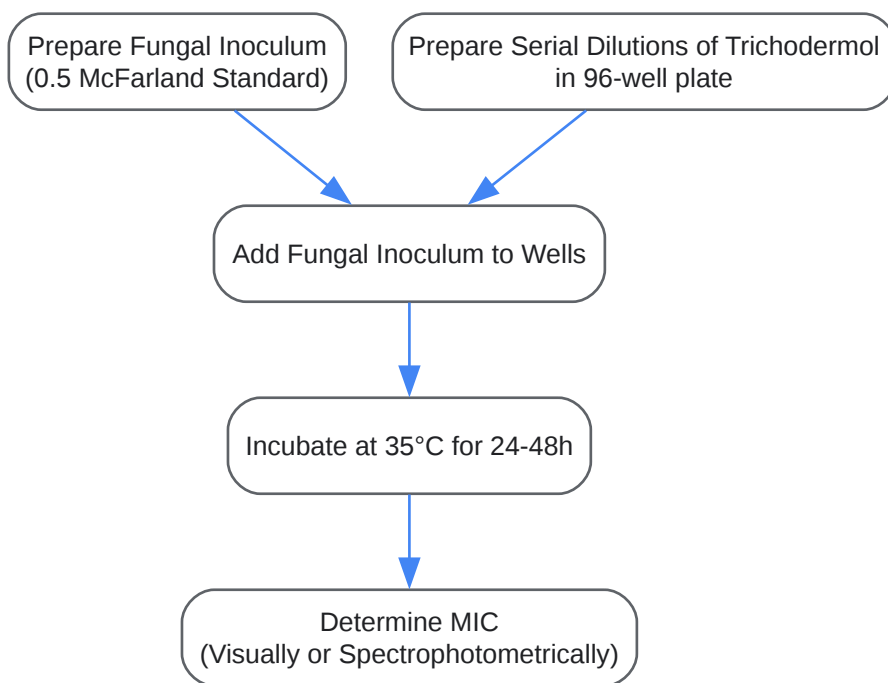 Prepare Fungal Inoculum
(0.5 McFarland Standard)
Prepare Serial Dilutions of Trichodermol
in 96-well plate
Add Fungal Inoculum to Wells
Incubate at 35°C for 24-48h
Determine MIC
(Visually or Spectrophotometrically)